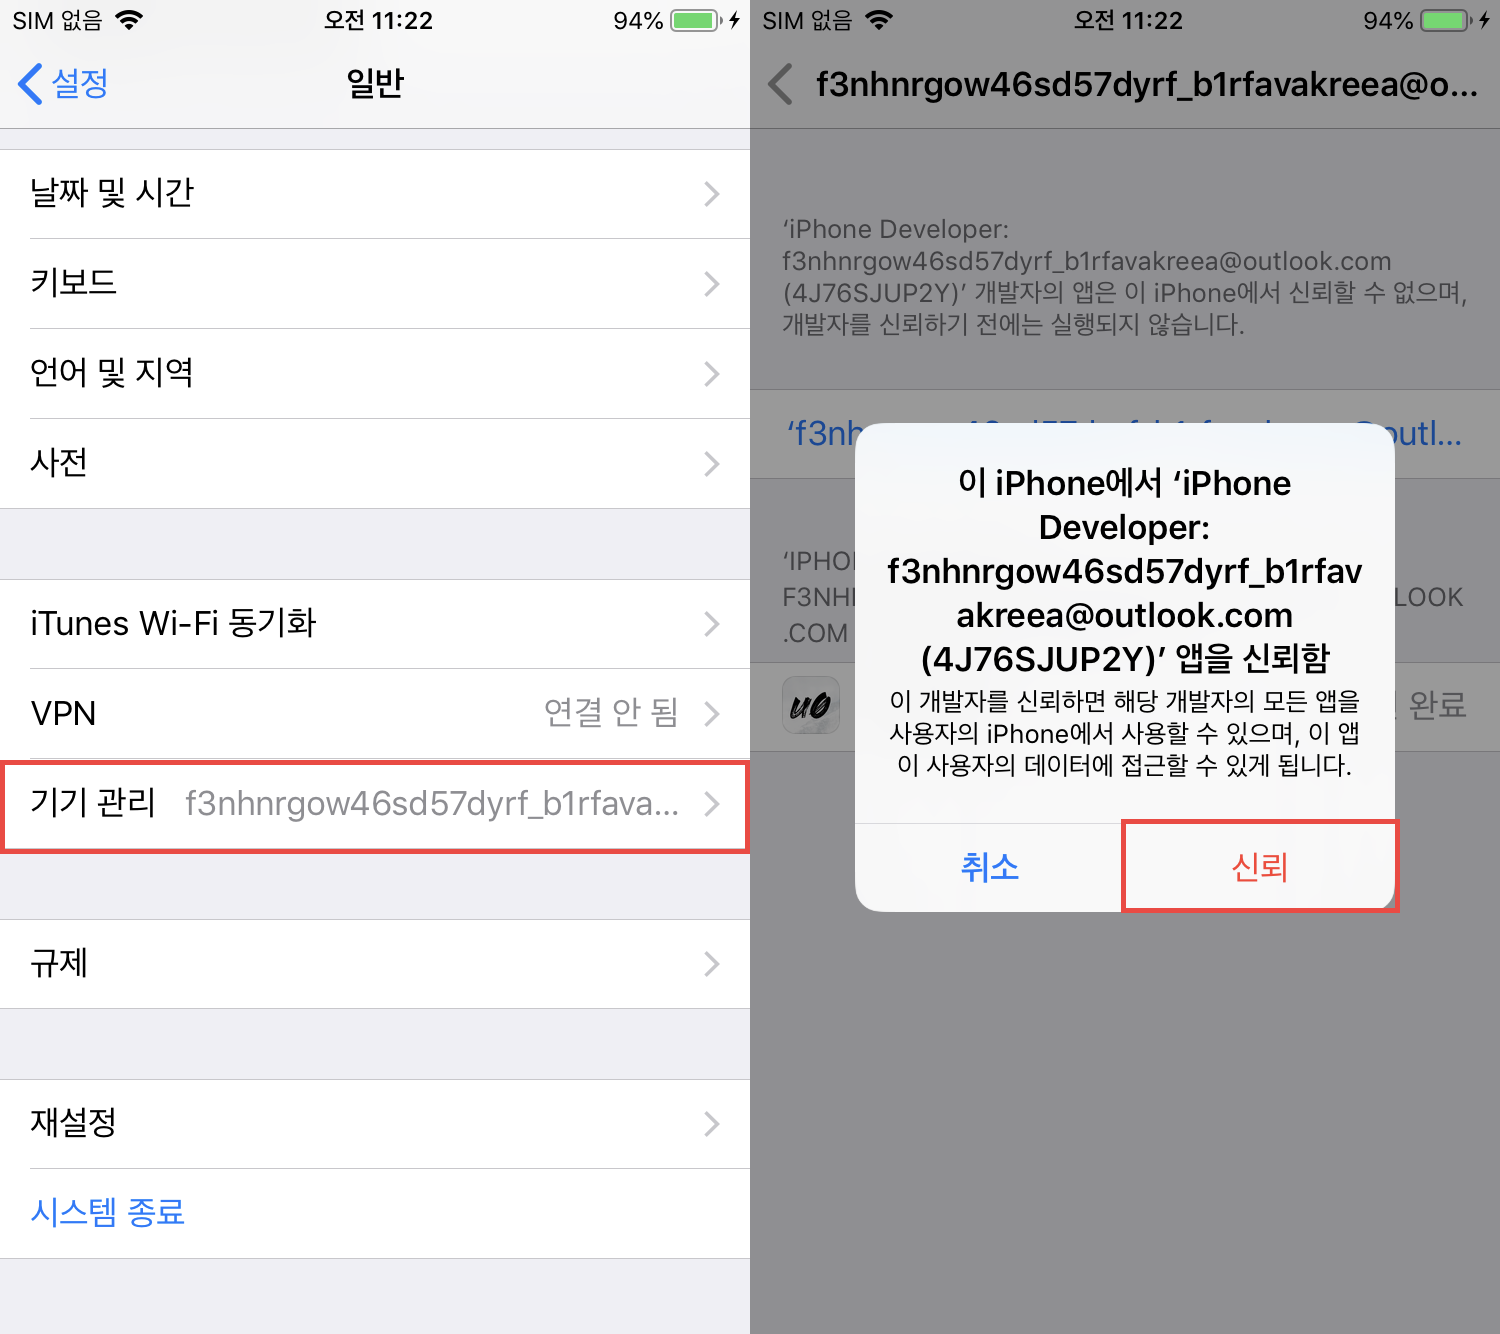 SIM 없음 오전 11:22 94%
설정 일반
날짜 및 시간
키보드
언어 및 지역
사전
iTunes Wi-Fi 동기화
VPN 연결 안 됨
기기 관리 f3nhnrgow46sd57dyrf_b1rfava...
규제
재설정
시스템 종료
SIM 없음 오전 11:22 94%
f3nhnrgow46sd57dyrf_b1rfavakreea@o...
‘iPhone Developer:
f3nhnrgow46sd57dyrf_b1rfavakreea@outlook.com
(4J76SJUP2Y)’ 개발자의 앱은 이 iPhone에서 신뢰할 수 없으며,
개발자를 신뢰하기 전에는 실행되지 않습니다.
이 iPhone에서 ‘iPhone
Developer:
f3nhnrgow46sd57dyrf_b1rfav
akreea@outlook.com
(4J76SJUP2Y)’ 앱을 신뢰함
이 개발자를 신뢰하면 해당 개발자의 모든 앱을
사용자의 iPhone에서 사용할 수 있으며, 이 앱
이 사용자의 데이터에 접근할 수 있게 됩니다.
취소 신뢰
.COM
u0 완료